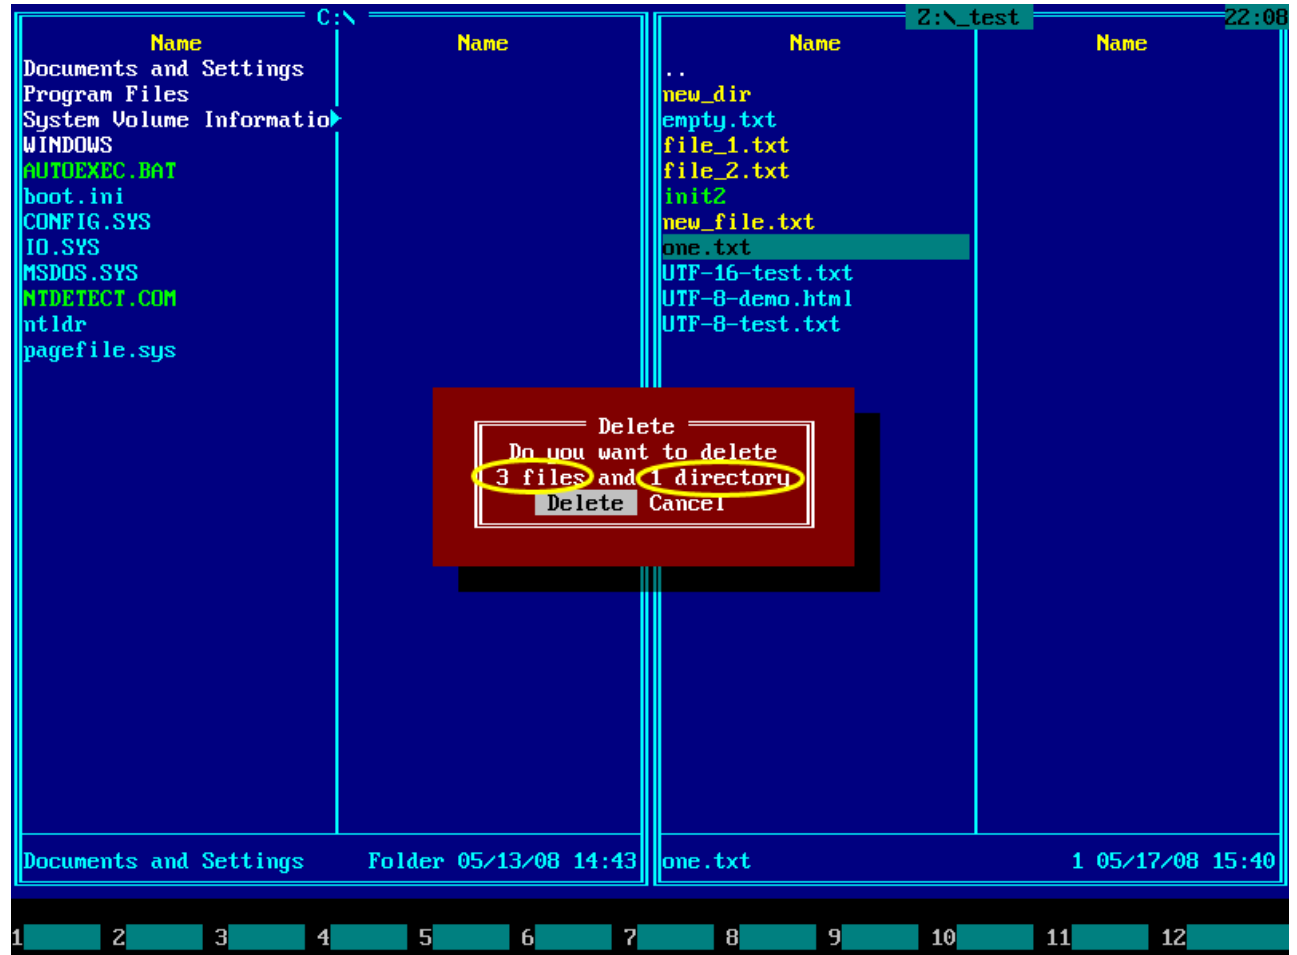 C:\
Name
Name
Documents and Settings
Program Files
System Volume Informatio
WINDOWS
AUTOEXEC.BAT
boot.ini
CONFIG.SYS
IO.SYS
MSDOS.SYS
NTDETECT.COM
ntldr
pagefile.sys
Documents and Settings Folder 05/13/08 14:43
Z:\_test 22:08
Name
Name
..
new_dir
empty.txt
file_1.txt
file_2.txt
init2
new_file.txt
one.txt
UTF-16-test.txt
UTF-8-demo.html
UTF-8-test.txt
one.txt 1 05/17/08 15:40
Delete
Do you want to delete
3 files and 1 directory
Delete Cancel
1 2 3 4 5 6 7 8 9 10 11 12